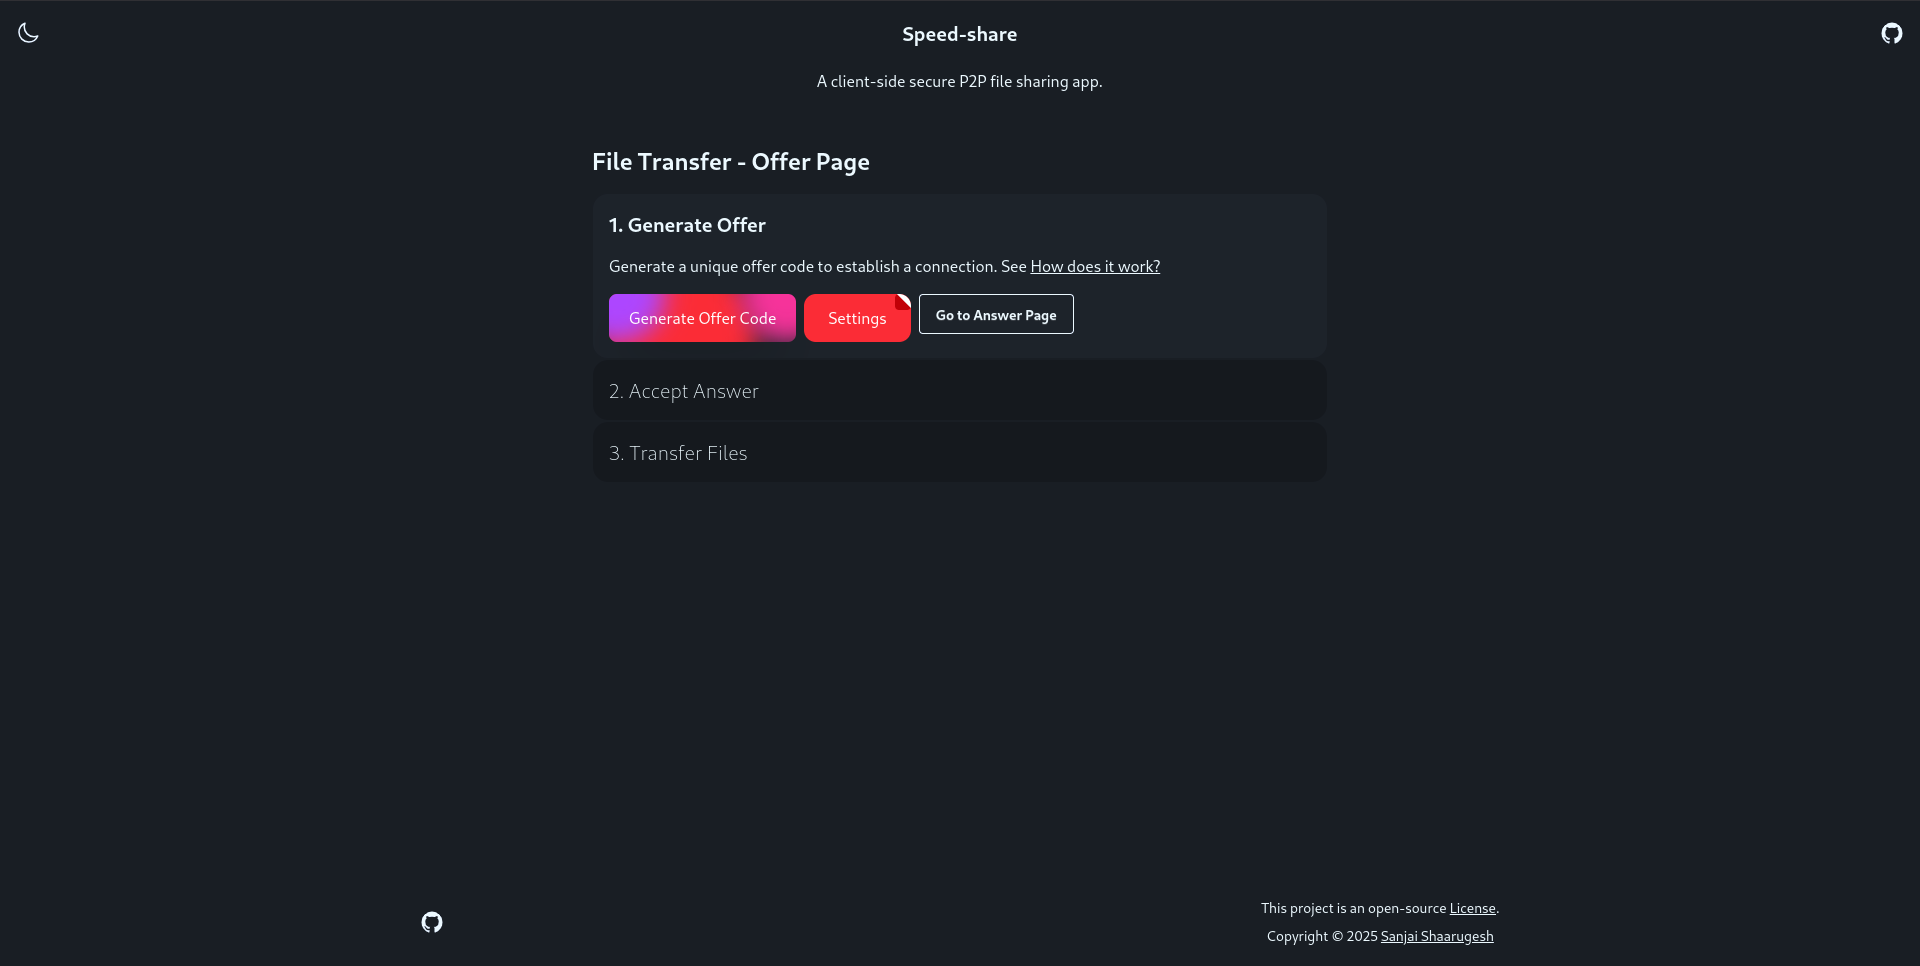 Speed-share
A client-side secure P2P file sharing app.
File Transfer - Offer Page
1. Generate Offer
Generate a unique offer code to establish a connection. See How does it work?
Generate Offer Code
Settings
Go to Answer Page
2. Accept Answer
3. Transfer Files
This project is an open-source License.
Copyright © 2025 Sanjai Shaarugesh